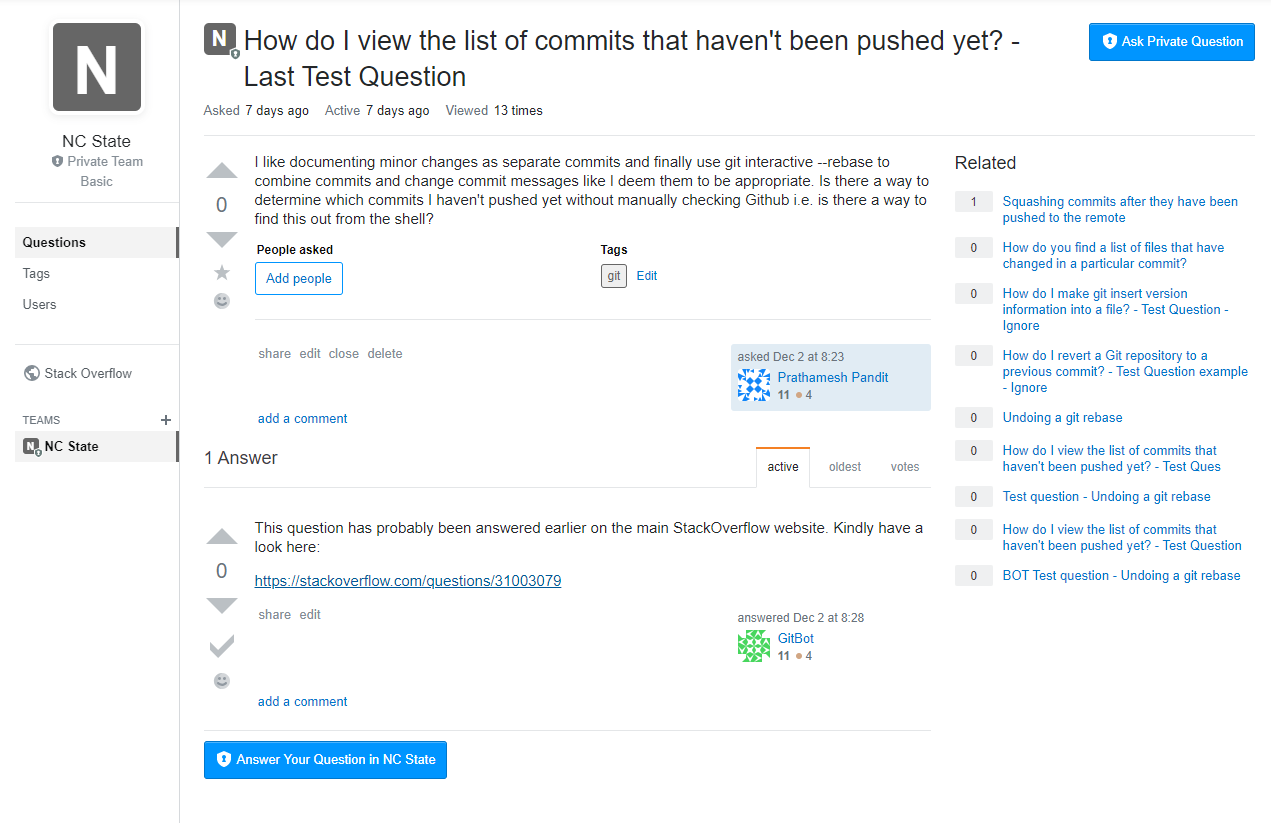 N
NC State
Private Team
Basic
Questions
Tags
Users
Stack Overflow
TEAMS +
N NC State
N How do I view the list of commits that haven't been pushed yet? -
Last Test Question
Ask Private Question
Asked 7 days ago Active 7 days ago Viewed 13 times
I like documenting minor changes as separate commits and finally use git interactive --rebase to
combine commits and change commit messages like I deem them to be appropriate. Is there a way to
determine which commits I haven't pushed yet without manually checking Github i.e. is there a way to
find this out from the shell?
0
People asked
Add people
Tags
git Edit
share edit close delete
asked Dec 2 at 8:23
Prathamesh Pandit
11 4
add a comment
1 Answer
active oldest votes
This question has probably been answered earlier on the main StackOverflow website. Kindly have a
look here:
0
https://stackoverflow.com/questions/31003079
share edit
answered Dec 2 at 8:28
GitBot
11 4
add a comment
Answer Your Question in NC State
Related
1 Squashing commits after they have been
pushed to the remote
0 How do you find a list of files that have
changed in a particular commit?
0 How do I make git insert version
information into a file? - Test Question -
Ignore
0 How do I revert a Git repository to a
previous commit? - Test Question example
- Ignore
0 Undoing a git rebase
0 How do I view the list of commits that
haven't been pushed yet? - Test Ques
0 Test question - Undoing a git rebase
0 How do I view the list of commits that
haven't been pushed yet? - Test Question
0 BOT Test question - Undoing a git rebase